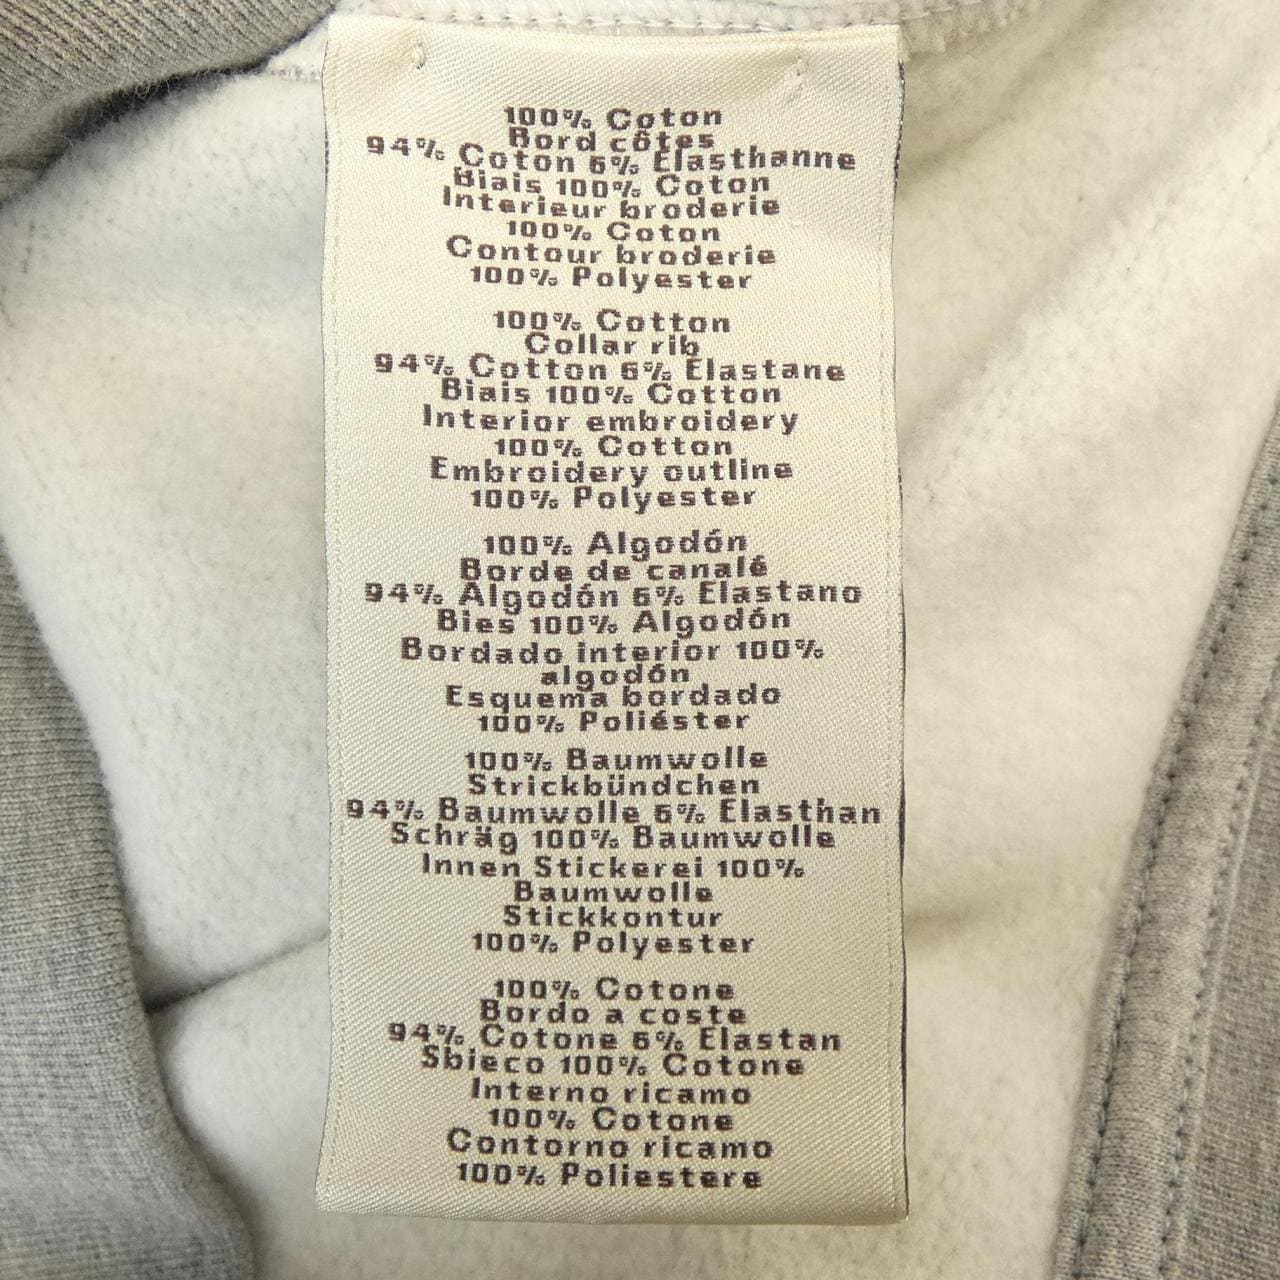 100% Coton
Bord côtes
94% Coton 6% Elasthanne
Biais 100% Coton
Interieur broderie
100% Coton
Contour broderie
100% Polyester
100% Cotton
Collar rib
94% Cotton 6% Elastane
Biais 100% Cotton
Interior embroidery
100% Cotton
Embroidery outline
100% Polyester
100% Algodón
Borde de canalé
94% Algodón 6% Elastano
Bies 100% Algodón
Bordado interior 100%
algodón
Esquema bordado
100% Poliéster
100% Baumwolle
Strickbündchen
94% Baumwolle 6% Elasthan
Schräg 100% Baumwolle
Innen Stickerei 100%
Baumwolle
Stickkontur
100% Polyester
100% Cotone
Bordo a coste
94% Cotone 6% Elastan
Sbieco 100% Cotone
Interno ricamo
100% Cotone
Contorno ricamo
100% Poliestere